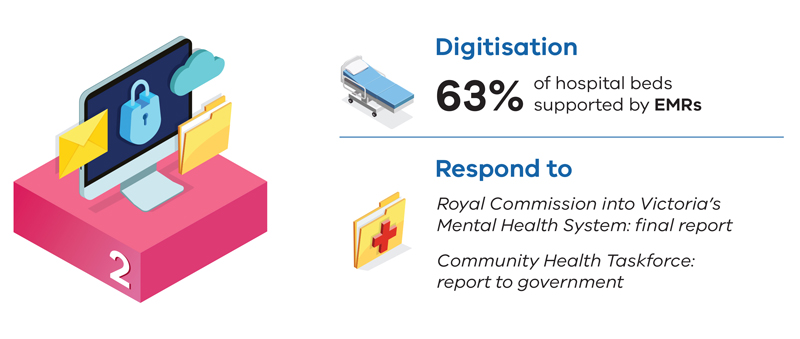 2
Digitisation
63% of hospital beds
supported by EMRs
Respond to
Royal Commission into Victoria's
Mental Health System: final report
Community Health Taskforce:
report to government